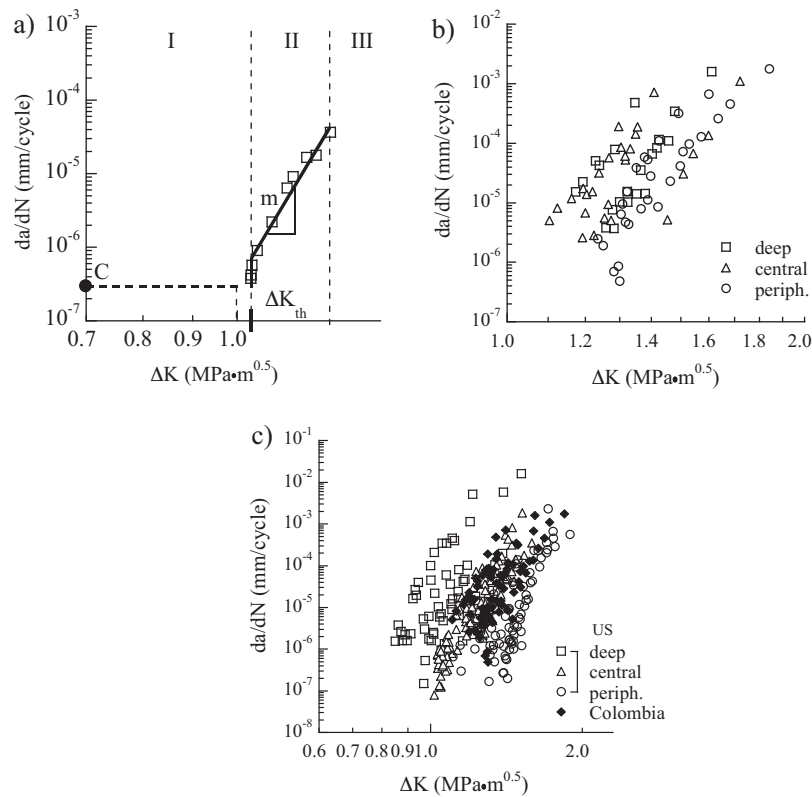 a)
I II III
10^-3
10^-4
10^-5
10^-6
10^-7
da/dN (mm/cycle)
m
C
ΔK_th
0.7 0.8 0.9 1.0
ΔK (MPa•m^0.5)
b)
10^-2
10^-3
10^-4
10^-5
10^-6
10^-7
da/dN (mm/cycle)
deep
central
periph.
1.0 1.2 1.4 1.6 1.8 2.0
ΔK (MPa•m^0.5)
c)
10^-1
10^-2
10^-3
10^-4
10^-5
10^-6
10^-7
10^-8
da/dN (mm/cycle)
US
deep
central
periph.
Colombia
0.6 0.7 0.8 0.9 1.0 2.0
ΔK (MPa•m^0.5)